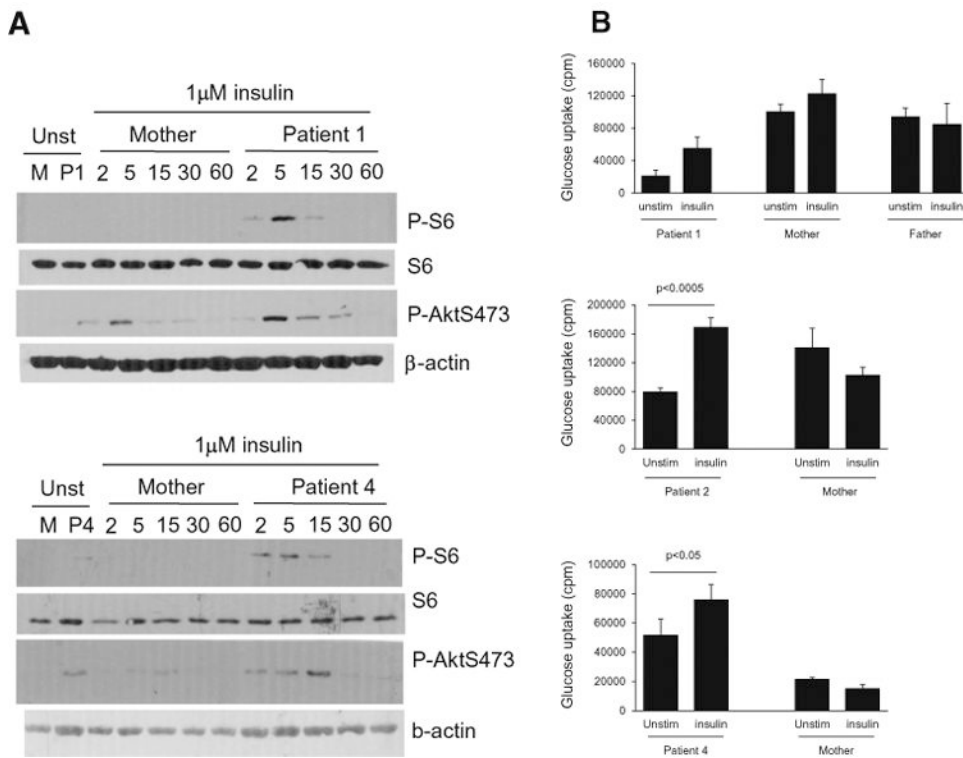 A
1μM insulin
Unst Mother Patient 1
M P1 2 5 15 30 60 2 5 15 30 60
P-S6
S6
P-AktS473
β-actin
1μM insulin
Unst Mother Patient 4
M P4 2 5 15 30 60 2 5 15 30 60
P-S6
S6
P-AktS473
b-actin
B
Glucose uptake (cpm)
160000
120000
80000
40000
0
unstim insulin unstim insulin unstim insulin
Patient 1 Mother Father
Glucose uptake (cpm)
p<0.0005
200000
160000
120000
80000
40000
0
Unstim insulin Unstim insulin
Patient 2 Mother
Glucose uptake (cpm)
p<0.05
100000
80000
60000
40000
20000
0
Unstim insulin Unstim insulin
Patient 4 Mother